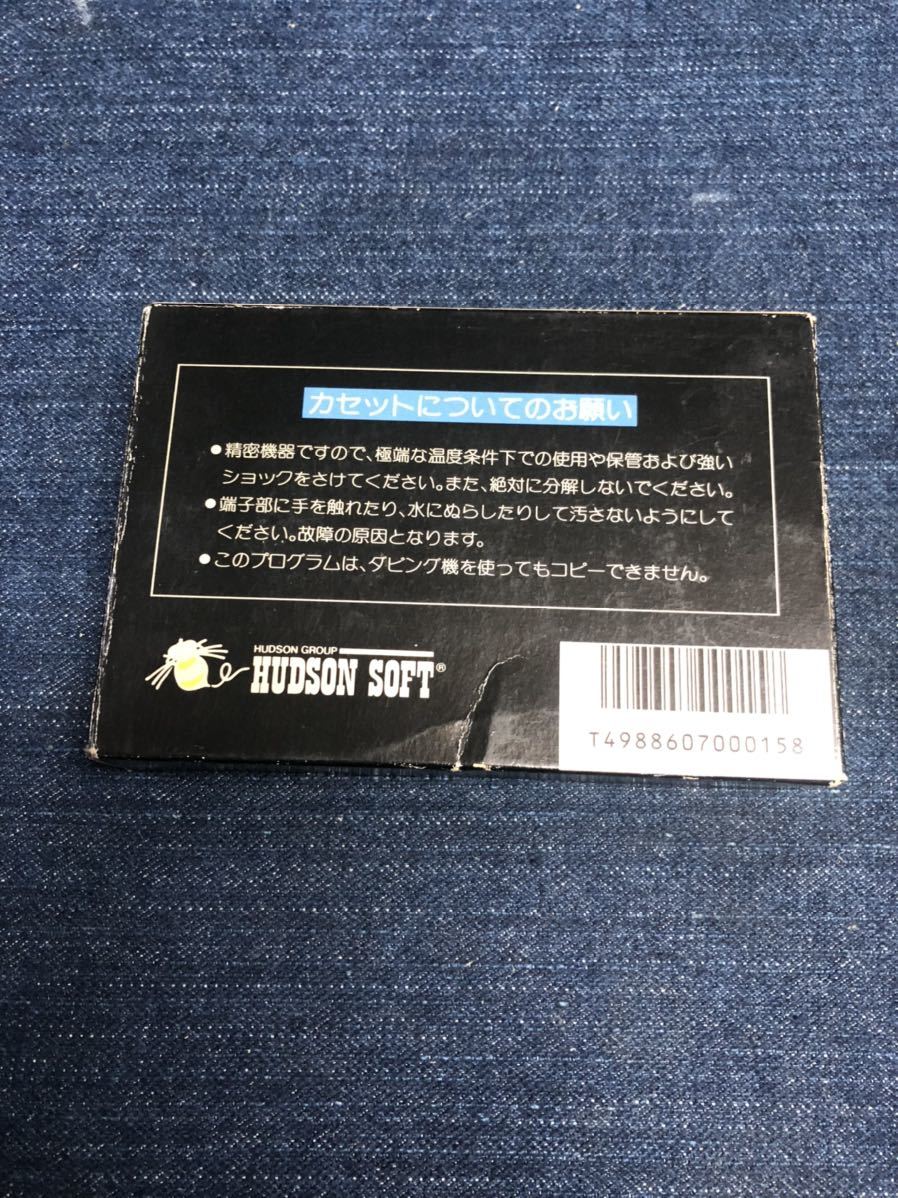 カセットについてのお願い
●精密機器ですので、極端な温度条件下での使用や保管および強い
ショックをさけてください。また、絶対に分解しないでください。
●端子部に手を触れたり、水にぬらしたりして汚さないようにして
ください。故障の原因となります。
●このプログラムは、ダビング機を使ってもコピーできません。
HUDSON GROUP
HUDSON SOFT®
T4988607000158